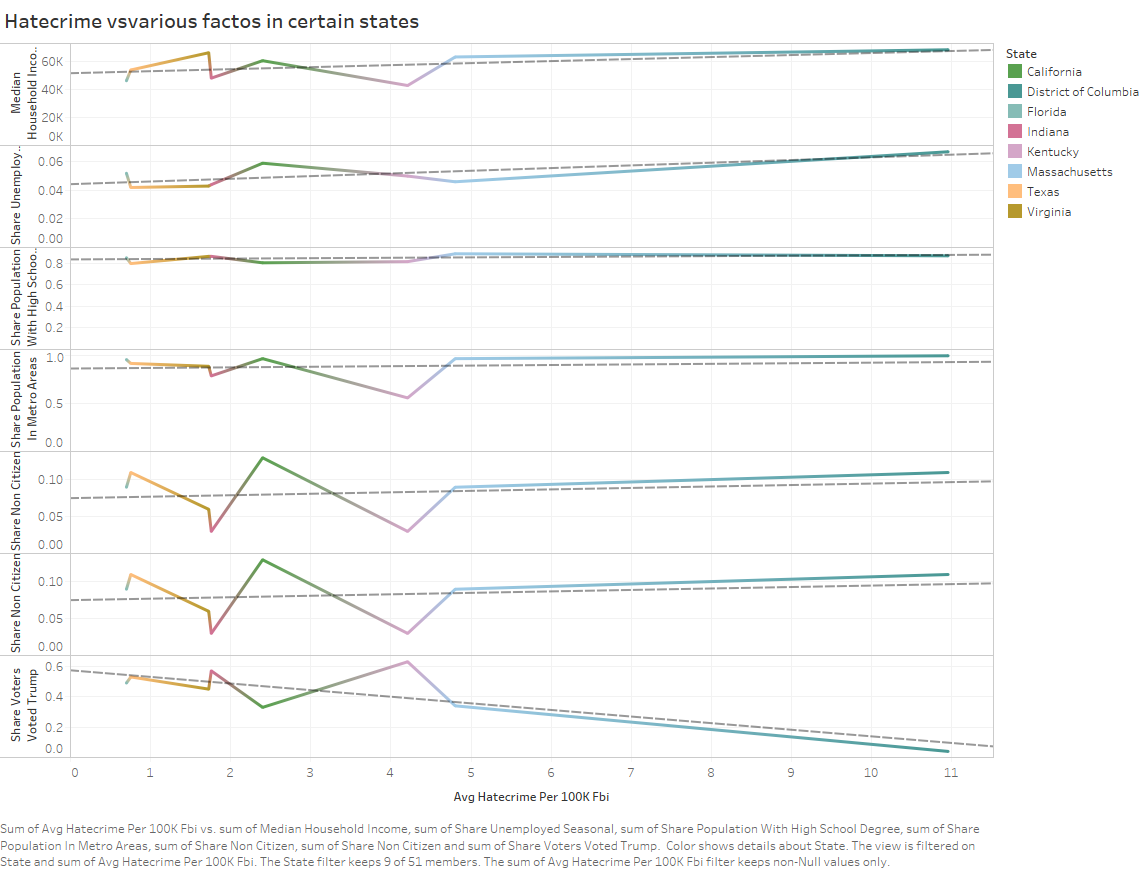 Hatecrime vsvarious factos in certain states
Median
Household Inco..
60K
40K
20K
0K
Share Unemploy..
0.06
0.04
0.02
0.00
Share Population
With High Schoo..
0.8
0.6
0.4
0.2
Share Population
In Metro Areas
1.0
0.5
0.0
Share Non Citizen
0.10
0.05
0.00
Share Non Citizen
0.10
0.05
0.00
Share Voters
Voted Trump
0.6
0.4
0.2
0.0
0 1 2 3 4 5 6 7 8 9 10 11
Avg Hatecrime Per 100K Fbi
State
California
District of Columbia
Florida
Indiana
Kentucky
Massachusetts
Texas
Virginia
Sum of Avg Hatecrime Per 100K Fbi vs. sum of Median Household Income, sum of Share Unemployed Seasonal, sum of Share Population With High School Degree, sum of Share
Population In Metro Areas, sum of Share Non Citizen, sum of Share Non Citizen and sum of Share Voters Voted Trump. Color shows details about State. The view is filtered on
State and sum of Avg Hatecrime Per 100K Fbi. The State filter keeps 9 of 51 members. The sum of Avg Hatecrime Per 100K Fbi filter keeps non-Null values only.